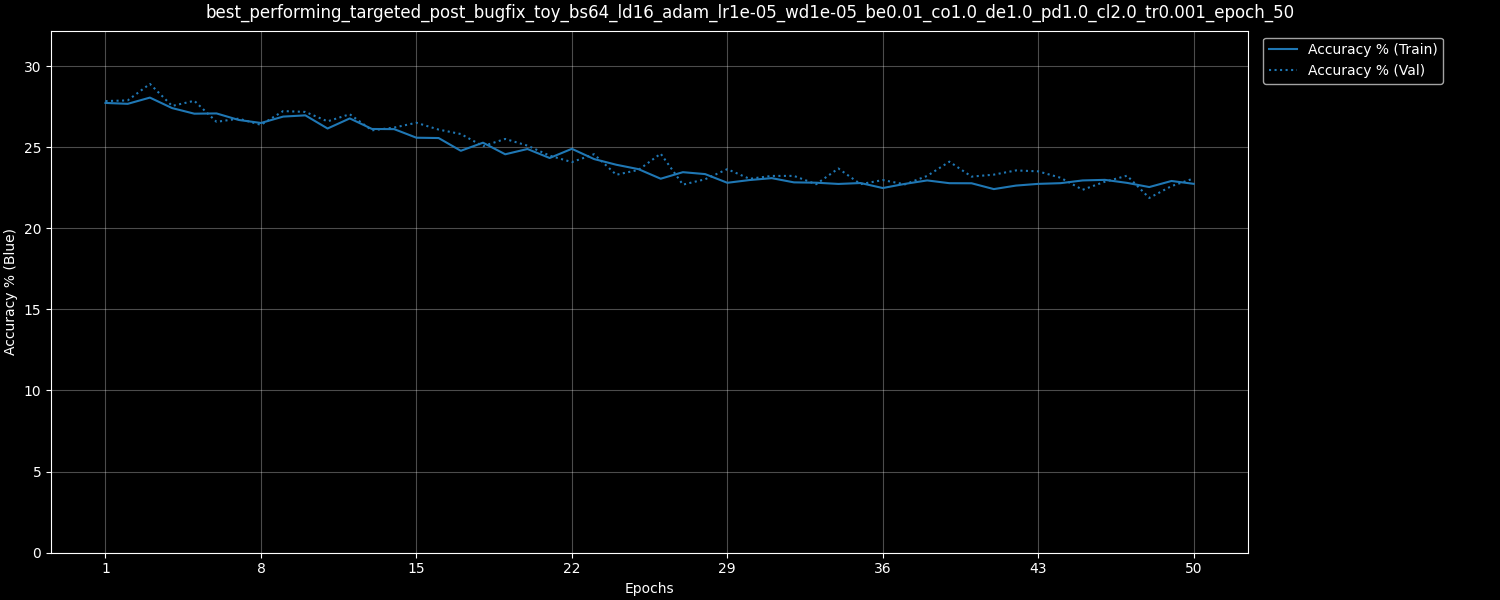 best_performing_targeted_post_bugfix_toy_bs64_ld16_adam_lr1e-05_wd1e-05_be0.01_co1.0_de1.0_pd1.0_cl2.0_tr0.001_epoch_50
Accuracy % (Train)
Accuracy % (Val)
Accuracy % (Blue)
30
25
20
15
10
5
0
1 8 15 22 29 36 43 50
Epochs